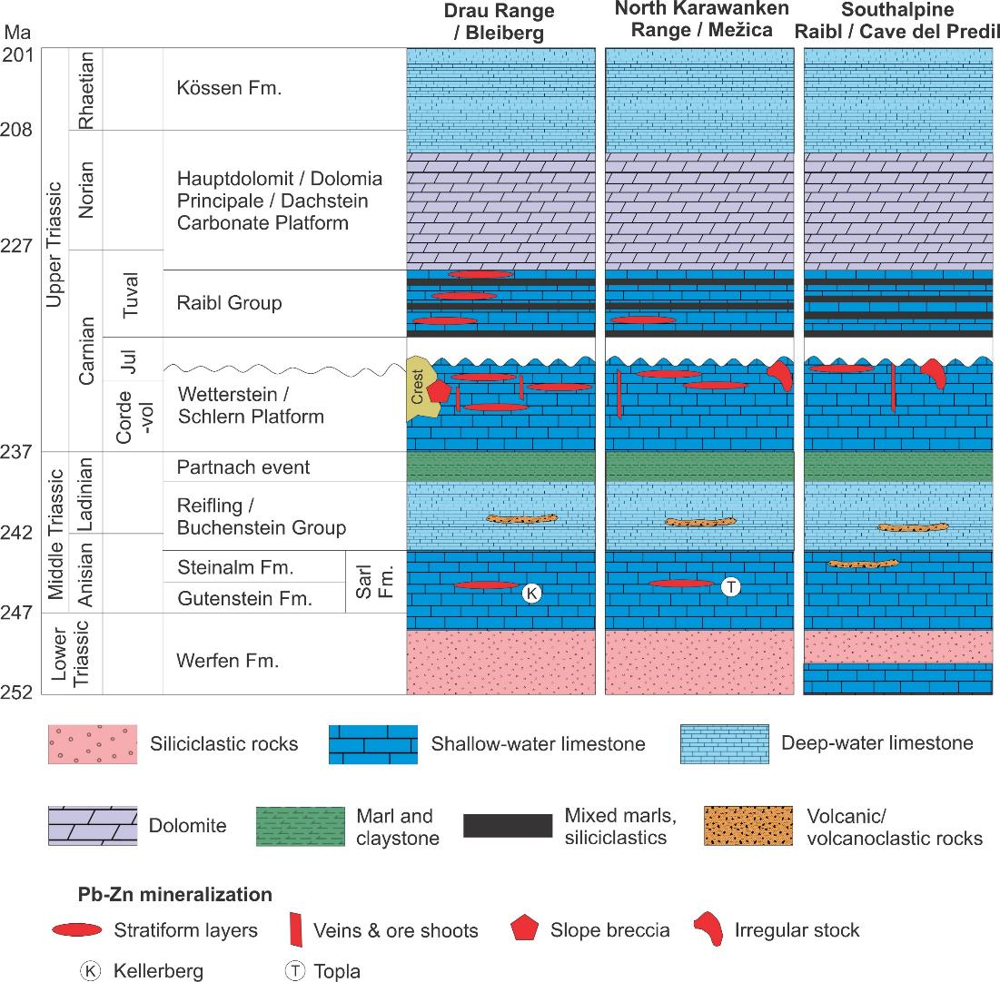 Ma
Drau Range
/ Bleiberg
North Karawanken
Range / Mežica
Southalpine
Raibl / Cave del Predil
201
208
227
237
242
247
252
Upper Triassic
Middle Triassic
Lower
Triassic
Rhaetian
Norian
Carnian
Ladinian
Anisian
Tuval
Jul
Corde
-vol
Kössen Fm.
Hauptdolomit / Dolomia
Principale / Dachstein
Carbonate Platform
Raibl Group
Wetterstein /
Schlern Platform
Partnach event
Reifling /
Buchenstein Group
Steinalm Fm.
Gutenstein Fm.
Sarl
Fm.
Werfen Fm.
Crest
K
T
Siliciclastic rocks
Shallow-water limestone
Deep-water limestone
Dolomite
Marl and
claystone
Mixed marls,
siliciclastics
Volcanic/
volcanoclastic rocks
Pb-Zn mineralization
Stratiform layers
Veins & ore shoots
Slope breccia
Irregular stock
K Kellerberg
T Topla